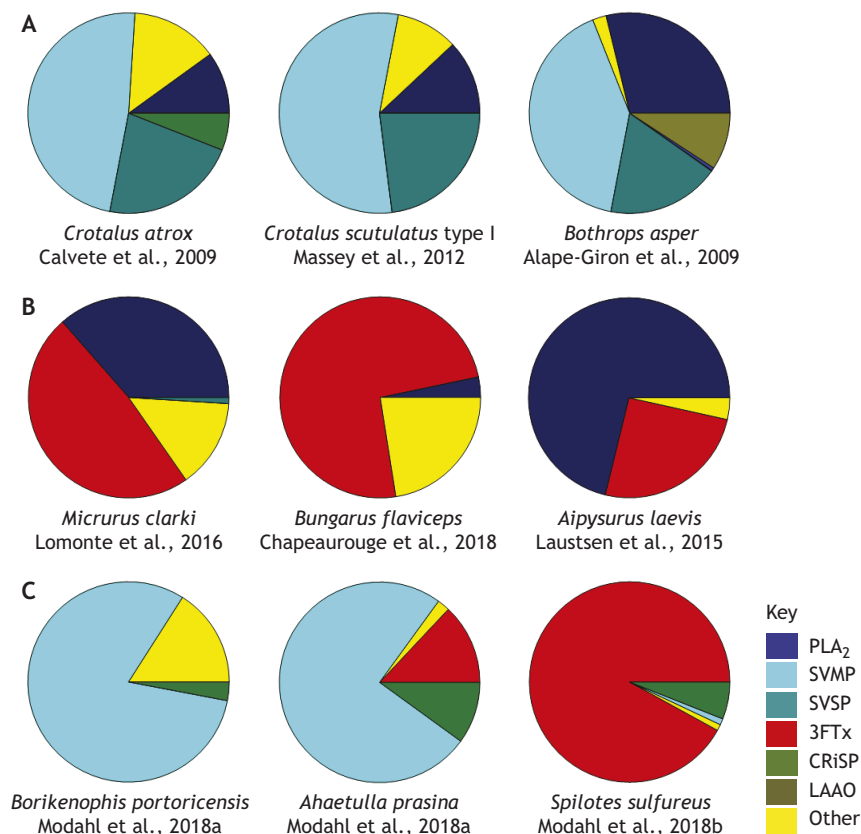 A
Crotalus atrox
Calvete et al., 2009
Crotalus scutulatus type I
Massey et al., 2012
Bothrops asper
Alape-Giron et al., 2009
B
Micrurus clarki
Lomonte et al., 2016
Bungarus flaviceps
Chapeaurouge et al., 2018
Aipysurus laevis
Laustsen et al., 2015
C
Borikenophis portoricensis
Modahl et al., 2018a
Ahaetulla prasina
Modahl et al., 2018a
Spilotes sulfureus
Modahl et al., 2018b
Key
PLA₂
SVMP
SVSP
3FTx
CRiSP
LAAO
Other